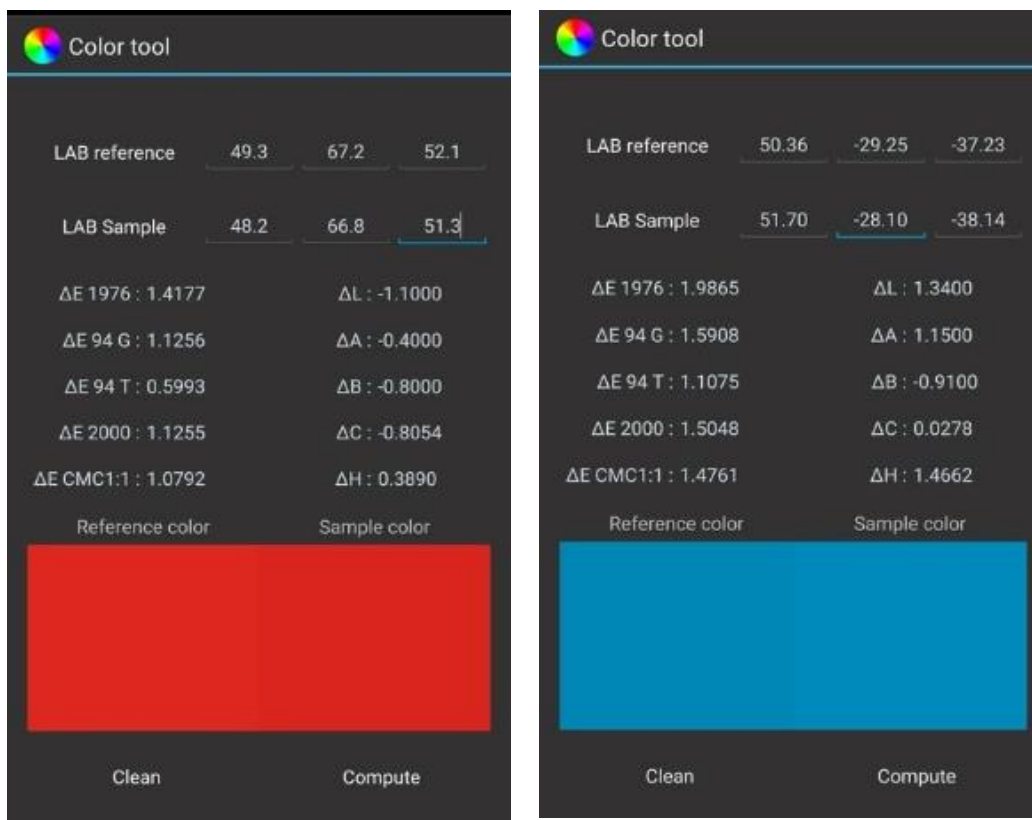 Color tool
LAB reference 49.3 67.2 52.1
LAB Sample 48.2 66.8 51.3
ΔE 1976 : 1.4177 ΔL : -1.1000
ΔE 94 G : 1.1256 ΔA : -0.4000
ΔE 94 T : 0.5993 ΔB : -0.8000
ΔE 2000 : 1.1255 ΔC : -0.8054
ΔE CMC1:1 : 1.0792 ΔH : 0.3890
Reference color Sample color
Clean Compute
Color tool
LAB reference 50.36 -29.25 -37.23
LAB Sample 51.70 -28.10 -38.14
ΔE 1976 : 1.9865 ΔL : 1.3400
ΔE 94 G : 1.5908 ΔA : 1.1500
ΔE 94 T : 1.1075 ΔB : -0.9100
ΔE 2000 : 1.5048 ΔC : 0.0278
ΔE CMC1:1 : 1.4761 ΔH : 1.4662
Reference color Sample color
Clean Compute